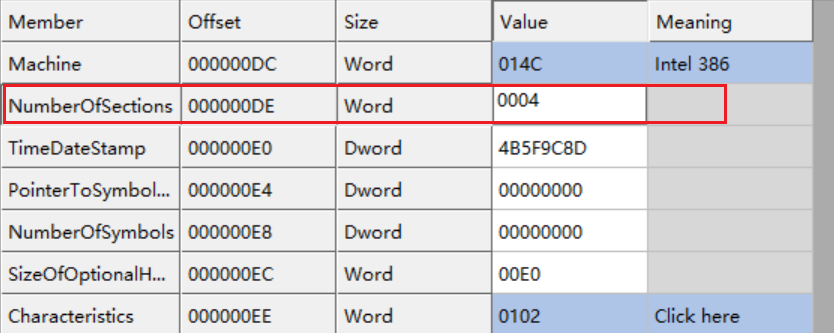 Member Offset Size Value Meaning
Machine 000000DC Word 014C Intel 386
NumberOfSections 000000DE Word 0004
TimeDateStamp 000000E0 Dword 4B5F9C8D
PointerToSymbol... 000000E4 Dword 00000000
NumberOfSymbols 000000E8 Dword 00000000
SizeOfOptionalH... 000000EC Word 00E0
Characteristics 000000EE Word 0102 Click here